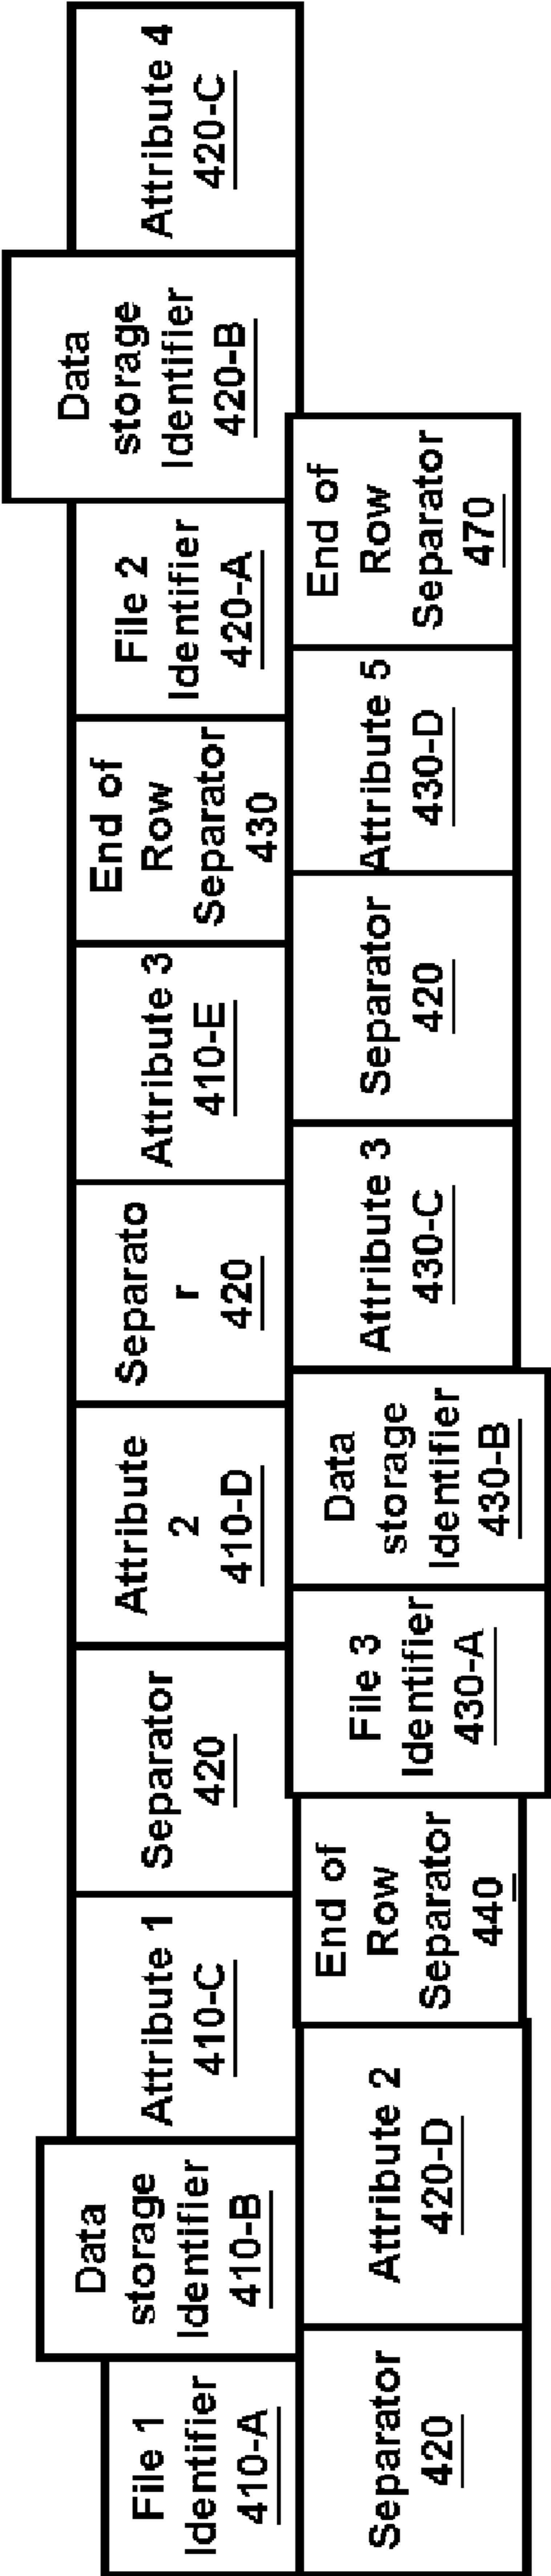 File 1
Identifier
410-A
Data
storage
Identifier
410-B
Attribute 1
410-C
Separator
420
Attribute
2
410-D
Separato
r
420
Attribute 3
410-E
End of
Row
Separator
430
File 2
Identifier
420-A
Data
storage
Identifier
420-B
Attribute 4
420-C
Separator
420
Attribute 2
420-D
End of
Row
Separator
440
File 3
Identifier
430-A
Data
storage
Identifier
430-B
Attribute 3
430-C
Separator
420
Attribute 5
430-D
End of
Row
Separator
470